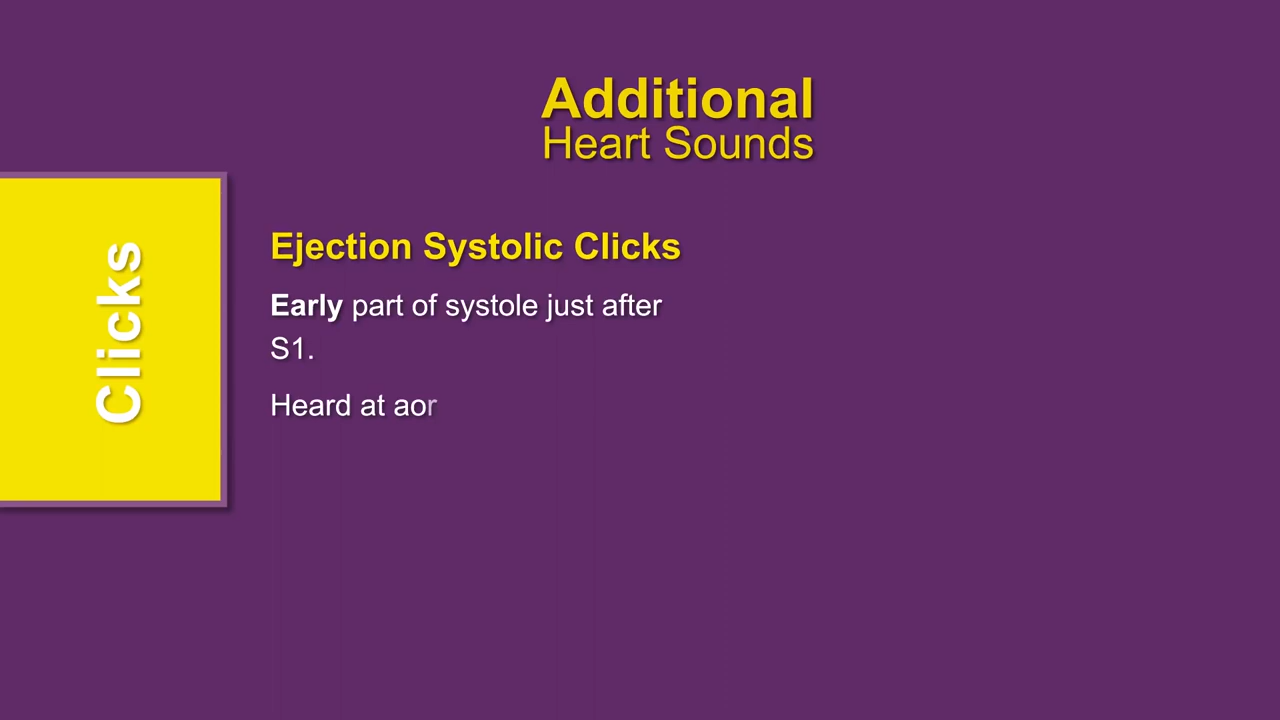 Additional
Heart Sounds
Clicks
Ejection Systolic Clicks
Early part of systole just after
S1.
Heard at aor